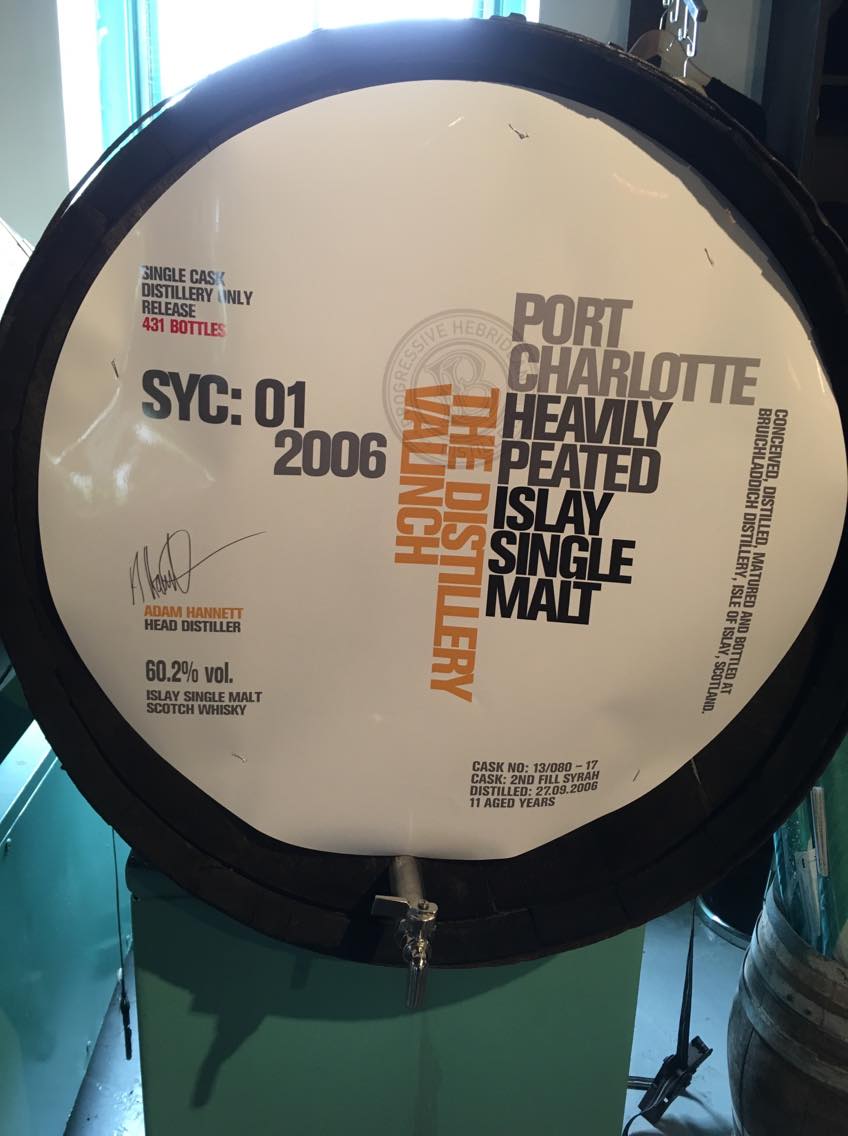 SINGLE CASK
DISTILLERY ONLY
RELEASE
431 BOTTLES
SYC: 01
2006
ADAM HANNETT
HEAD DISTILLER
60.2% vol.
ISLAY SINGLE MALT
SCOTCH WHISKY
PROGRESSIVE HEBRID
THE DISTILLERY
VALINCH
PORT
CHARLOTTE
HEAVILY
PEATED
ISLAY
SINGLE
MALT
CONCEIVED, DISTILLED, MATURED AND BOTTLED AT
BRUICHLADDICH DISTILLERY, ISLE OF ISLAY, SCOTLAND.
CASK NO: 13/080 – 17
CASK: 2ND FILL SYRAH
DISTILLED: 27.09.2006
11 AGED YEARS